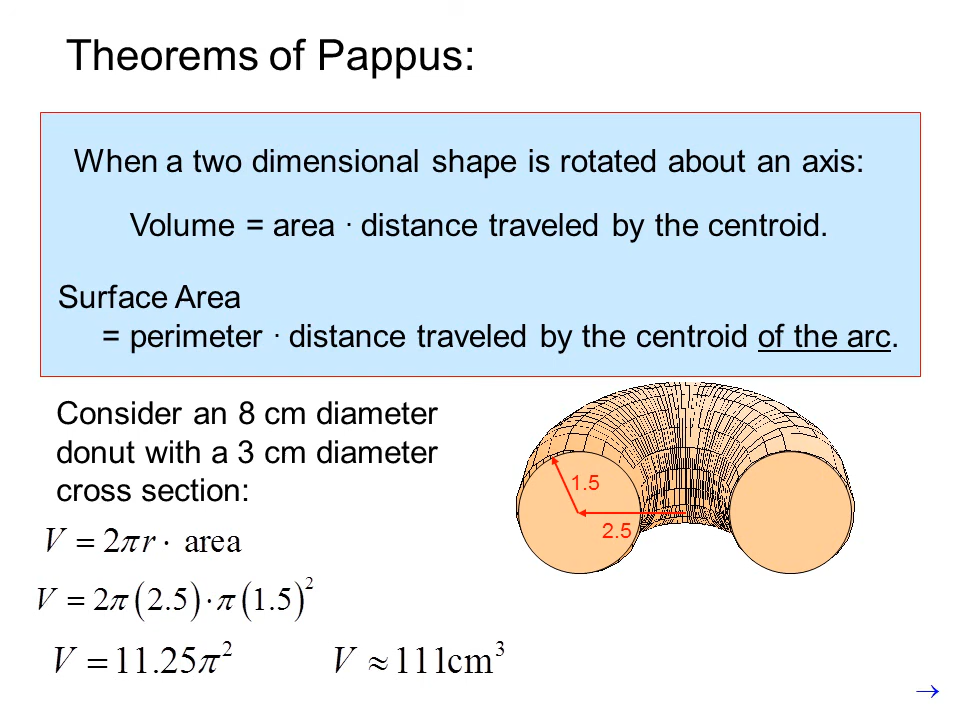 Theorems of Pappus:
When a two dimensional shape is rotated about an axis:
Volume = area · distance traveled by the centroid.
Surface Area
= perimeter · distance traveled by the centroid of the arc.
Consider an 8 cm diameter
donut with a 3 cm diameter
cross section:
1.5
2.5
V = 2πr · area
V = 2π(2.5)·π(1.5)²
V = 11.25π² V ≈ 111cm³
→